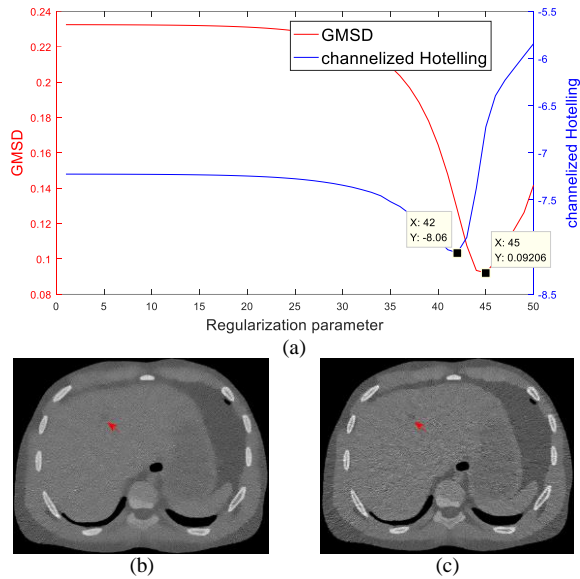 0.24
0.22
0.2
0.18
0.16
0.14
0.12
0.1
0.08
GMSD
GMSD
channelized Hotelling
X: 42
Y: -8.06
X: 45
Y: 0.09206
-5.5
-6
-6.5
-7
-7.5
-8
-8.5
channelized Hotelling
0 5 10 15 20 25 30 35 40 45 50
Regularization parameter
(a)
(b) (c)